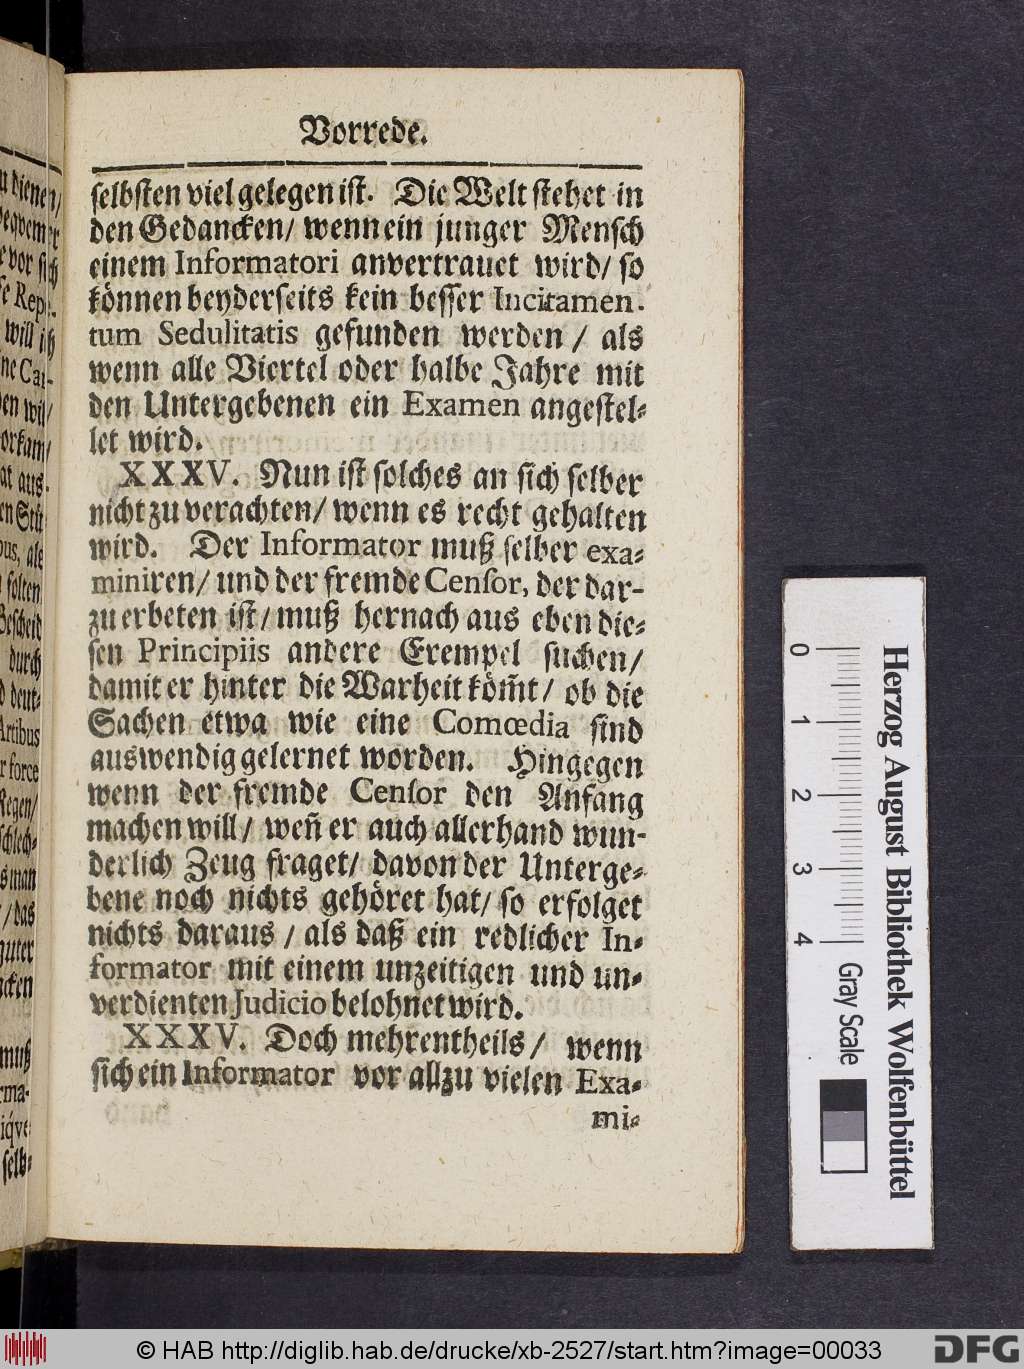 Vorrede.
selbsten viel gelegen ist. Die Welt stehet in
den Gedancken/ wenn ein junger Mensch
einem Informatori anvertrauet wird/ so
können beyderseits kein besser Incitamen-
tum Sedulitatis gefunden werden / als
wenn alle Viertel oder halbe Jahre mit
den Untergebenen ein Examen angestel-
let wird.
XXXV. Nun ist solches an sich selber
nicht zu verachten/ wenn es recht gehalten
wird. Der Informator muß selber exa-
miniren/ und der fremde Censor, der dar-
zu erbeten ist/ muß hernach aus eben die-
sen Principiis andere Exempel suchen/
damit er hinter die Warheit köm̃t/ ob die
Sachen etwa wie eine Comœdia sind
auswendig gelernet worden. Hingegen
wenn der fremde Censor den Anfang
machen will/ weñ er auch allerhand wun-
derlich Zeug fraget/ davon der Unterge-
bene noch nichts gehöret hat/ so erfolget
nichts daraus / als daß ein redlicher In-
formator mit einem unzeitigen und un-
verdienten Judicio belohnet wird.
XXXV. Doch mehrentheils / wenn
sich ein Informator vor allzu vielen Exa-
mi-
Herzog August Bibliothek Wolfenbüttel
0 1 2 3 4 Gray Scale
© HAB http://diglib.hab.de/drucke/xb-2527/start.htm?image=00033
DFG